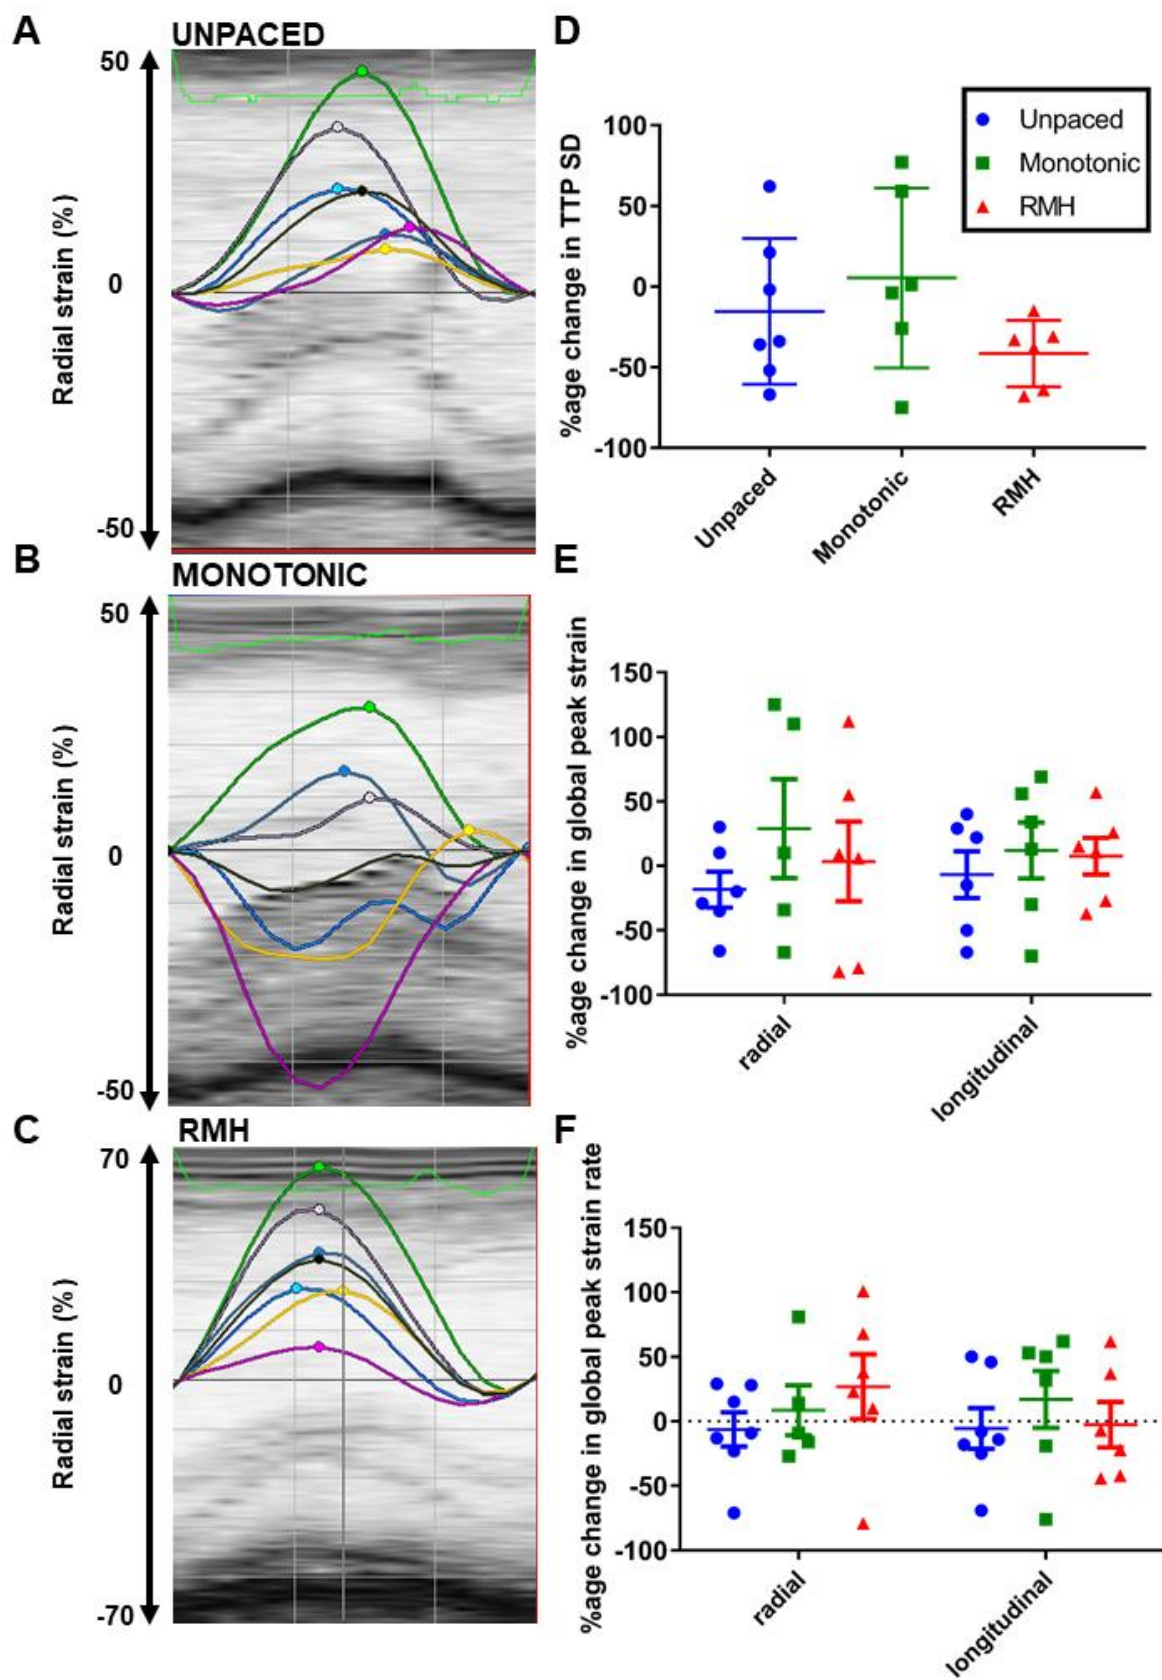 A
UNPACED
50
0
-50
Radial strain (%)
B
MONOTONIC
50
0
-50
Radial strain (%)
C
RMH
70
0
-70
Radial strain (%)
D
Unpaced
Monotonic
RMH
100
50
0
-50
-100
%age change in TTP SD
Unpaced
Monotonic
RMH
E
150
100
50
0
-50
-100
%age change in global peak strain
radial
longitudinal
F
150
100
50
0
-50
-100
%age change in global peak strain rate
radial
longitudinal